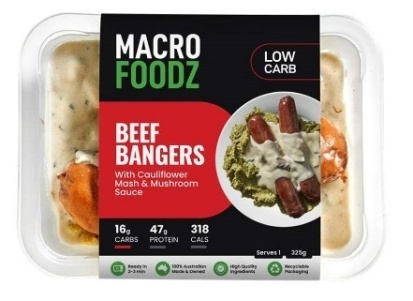 MACRO
FOODZ
LOW
CARB
BEEF
BANGERS
With Cauliflower
Mash & Mushroom
Sauce
16g
CARBS
47g
PROTEIN
318
CALS
Serves 1
325g
Ready in
2-3 min
100% Australian
Made & Owned
High Quality
Ingredients
Recyclable
Packaging